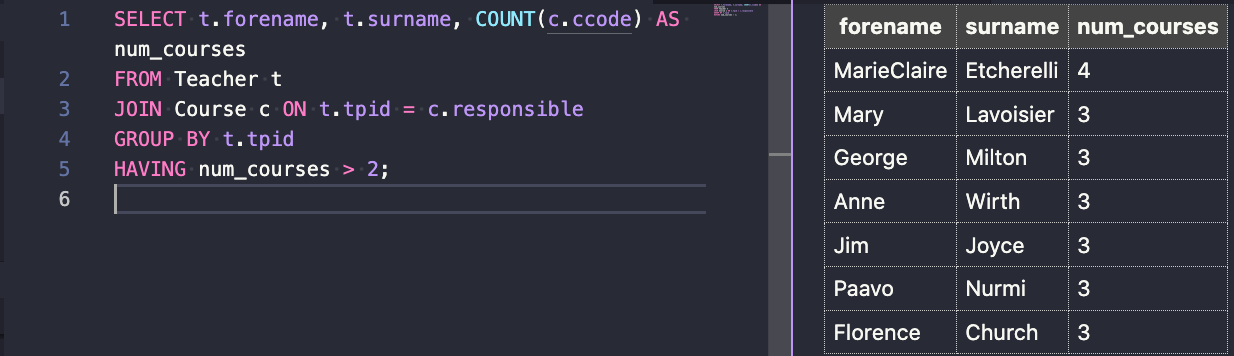 1 SELECT t.forename, t.surname, COUNT(c.ccode) AS
num_courses
2 FROM Teacher t
3 JOIN Course c ON t.tpid = c.responsible
4 GROUP BY t.tpid
5 HAVING num_courses > 2;
6
forename surname num_courses
MarieClaire Etcherelli 4
Mary Lavoisier 3
George Milton 3
Anne Wirth 3
Jim Joyce 3
Paavo Nurmi 3
Florence Church 3